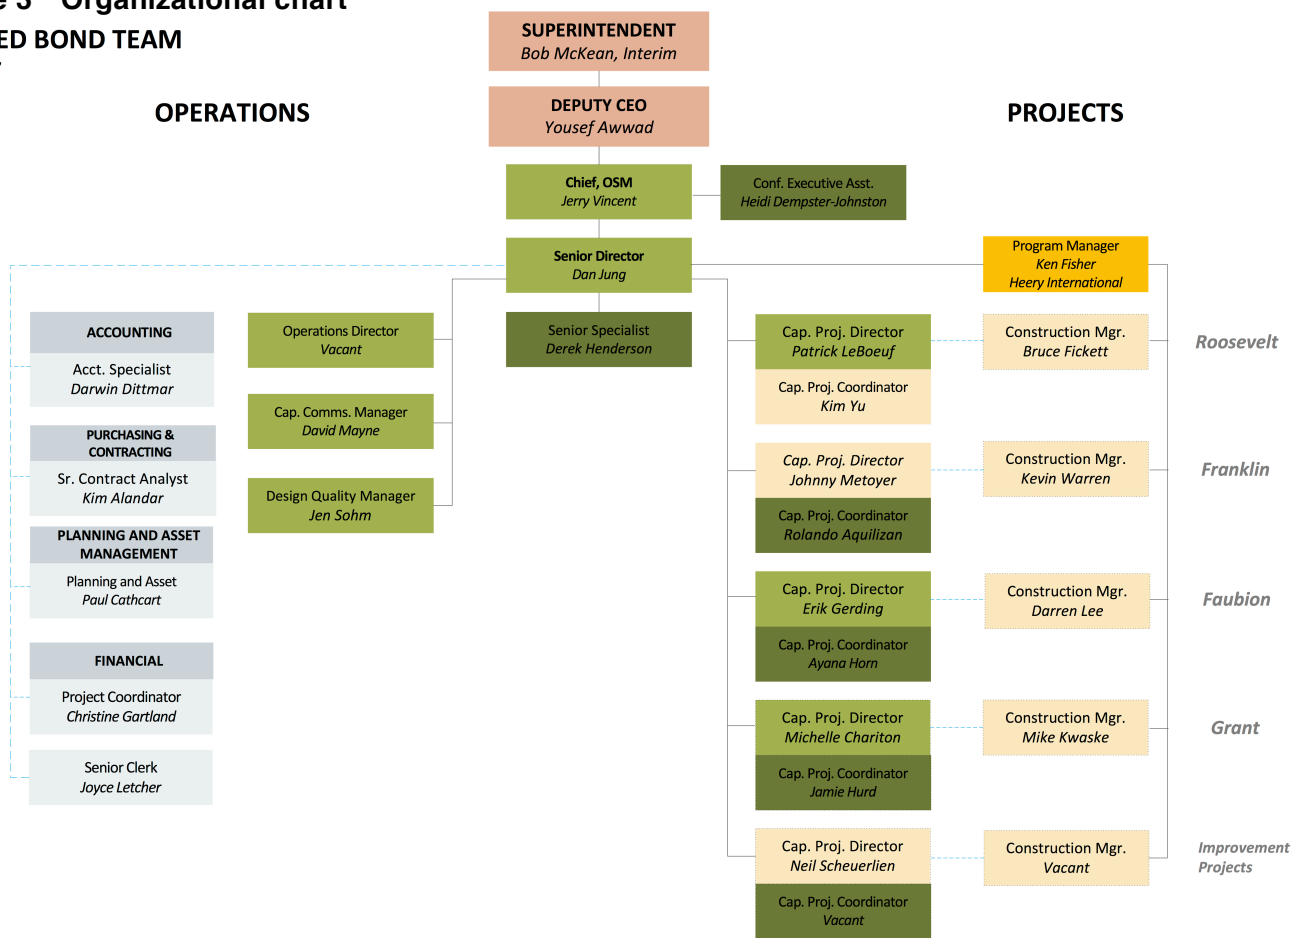 e 3 Organizational chart
ED BOND TEAM
OPERATIONS
PROJECTS
SUPERINTENDENT
Bob McKean, Interim
DEPUTY CEO
Yousef Awwad
Chief, OSM
Jerry Vincent
Conf. Executive Asst.
Heidi Dempster-Johnston
Senior Director
Dan Jung
Senior Specialist
Derek Henderson
Program Manager
Ken Fisher
Heery International
ACCOUNTING
Acct. Specialist
Darwin Dittmar
PURCHASING &
CONTRACTING
Sr. Contract Analyst
Kim Alandar
PLANNING AND ASSET
MANAGEMENT
Planning and Asset
Paul Cathcart
FINANCIAL
Project Coordinator
Christine Gartland
Senior Clerk
Joyce Letcher
Operations Director
Vacant
Cap. Comms. Manager
David Mayne
Design Quality Manager
Jen Sohm
Cap. Proj. Director
Patrick LeBoeuf
Cap. Proj. Coordinator
Kim Yu
Construction Mgr.
Bruce Fickett
Roosevelt
Cap. Proj. Director
Johnny Metoyer
Cap. Proj. Coordinator
Rolando Aquilizan
Construction Mgr.
Kevin Warren
Franklin
Cap. Proj. Director
Erik Gerding
Cap. Proj. Coordinator
Ayana Horn
Construction Mgr.
Darren Lee
Faubion
Cap. Proj. Director
Michelle Chariton
Cap. Proj. Coordinator
Jamie Hurd
Construction Mgr.
Mike Kwaske
Grant
Cap. Proj. Director
Neil Scheuerlien
Cap. Proj. Coordinator
Vacant
Construction Mgr.
Vacant
Improvement
Projects